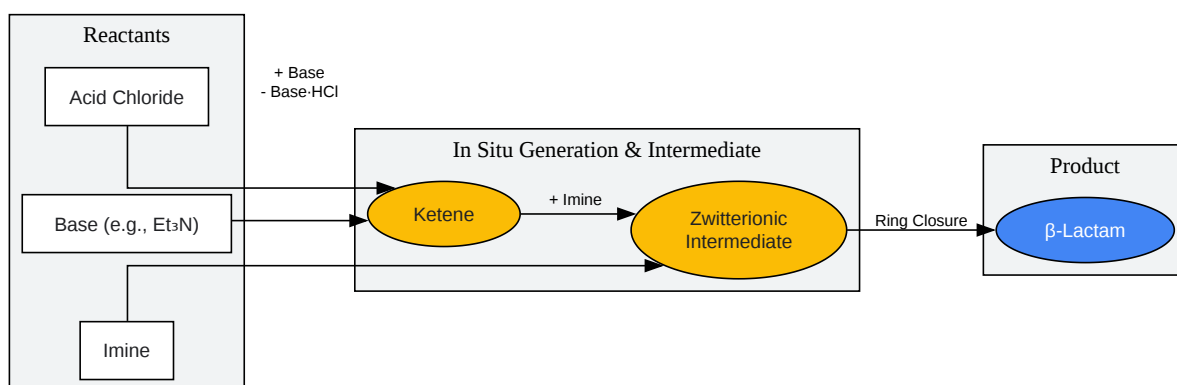 Reactants
Acid Chloride
Base (e.g., Et₃N)
Imine
+ Base
- Base·HCl
In Situ Generation & Intermediate
Ketene
+ Imine
Zwitterionic
Intermediate
Ring Closure
Product
β-Lactam